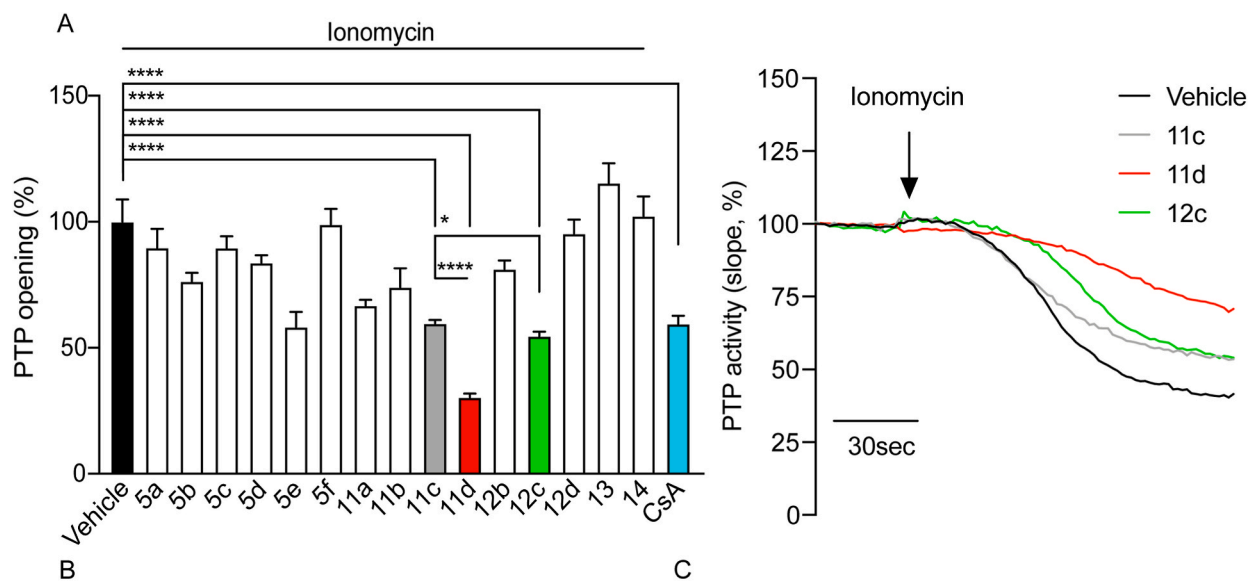 A
Ionomycin
****
****
****
****
*
****
150
100
50
0
PTP opening (%)
Vehicle 5a 5b 5c 5d 5e 5f 11a 11b 11c 11d 12b 12c 12d 13 14 CsA
B
150
125
100
75
50
25
0
PTP activity (slope, %)
Ionomycin
30sec
Vehicle
11c
11d
12c
C